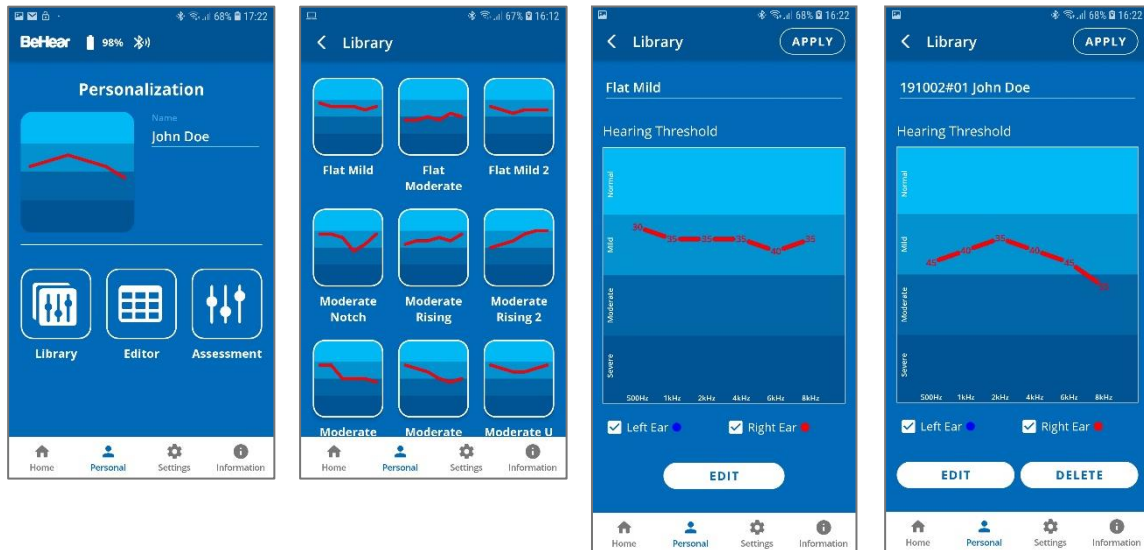 17:22
68%
BeHear 98%
Personalization
Name
John Doe
Library
Editor
Assessment
Home
Personal
Settings
Information
67% 16:12
Library
Flat Mild
Flat Moderate
Flat Mild 2
Moderate Notch
Moderate Rising
Moderate Rising 2
Moderate
Moderate
Moderate U
Home
Personal
Settings
Information
68% 16:22
Library
APPLY
Flat Mild
Hearing Threshold
Normal
Mild
Moderate
Severe
30 35 35 35 40 35
500Hz 1kHz 2kHz 4kHz 6kHz 8kHz
Left Ear
Right Ear
EDIT
Home
Personal
Settings
Information
68% 16:22
Library
APPLY
191002#01 John Doe
Hearing Threshold
Normal
Mild
Moderate
Severe
45 40 35 40 45
500Hz 1kHz 2kHz 4kHz 6kHz 8kHz
Left Ear
Right Ear
EDIT
DELETE
Home
Personal
Settings
Information